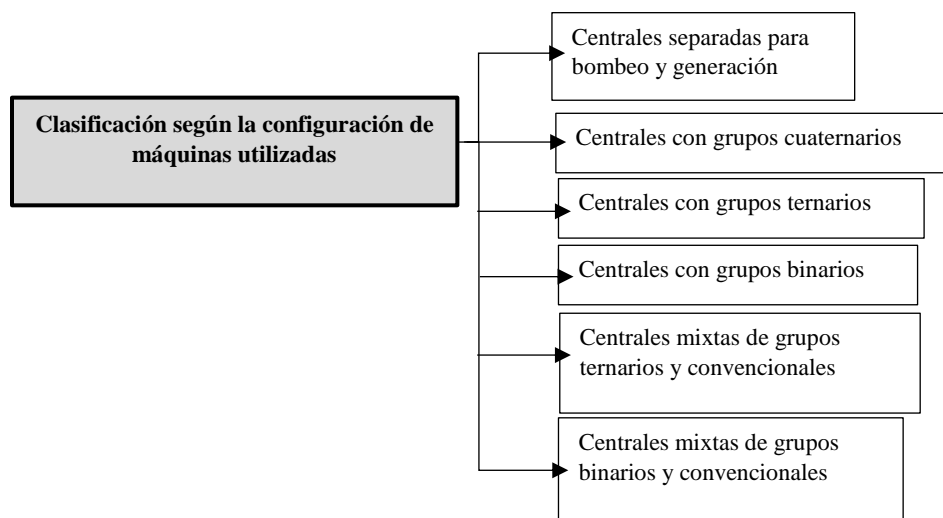 Clasificación según la configuración de
máquinas utilizadas
Centrales separadas para
bombeo y generación
Centrales con grupos cuaternarios
Centrales con grupos ternarios
Centrales con grupos binarios
Centrales mixtas de grupos
ternarios y convencionales
Centrales mixtas de grupos
binarios y convencionales